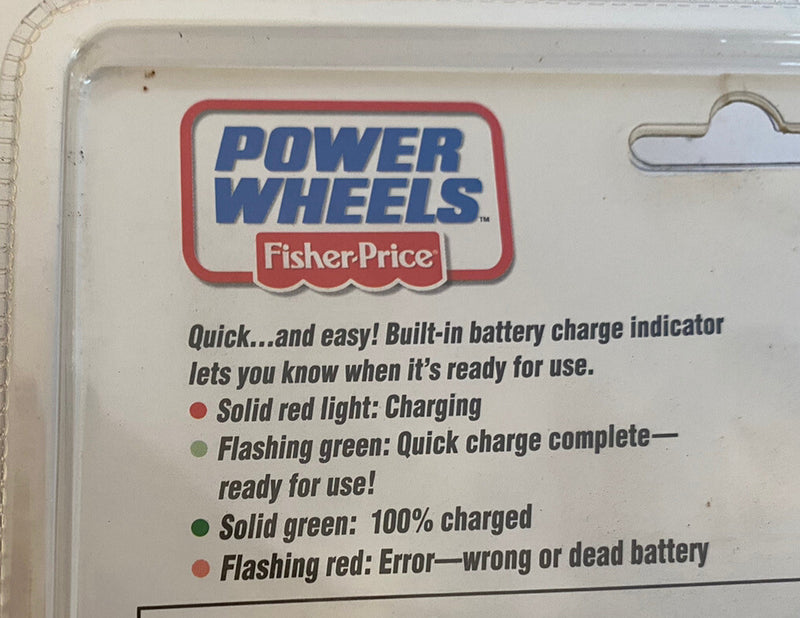 POWER
WHEELS™
Fisher-Price®
Quick...and easy! Built-in battery charge indicator
lets you know when it's ready for use.
● Solid red light: Charging
● Flashing green: Quick charge complete—
ready for use!
● Solid green: 100% charged
● Flashing red: Error—wrong or dead battery